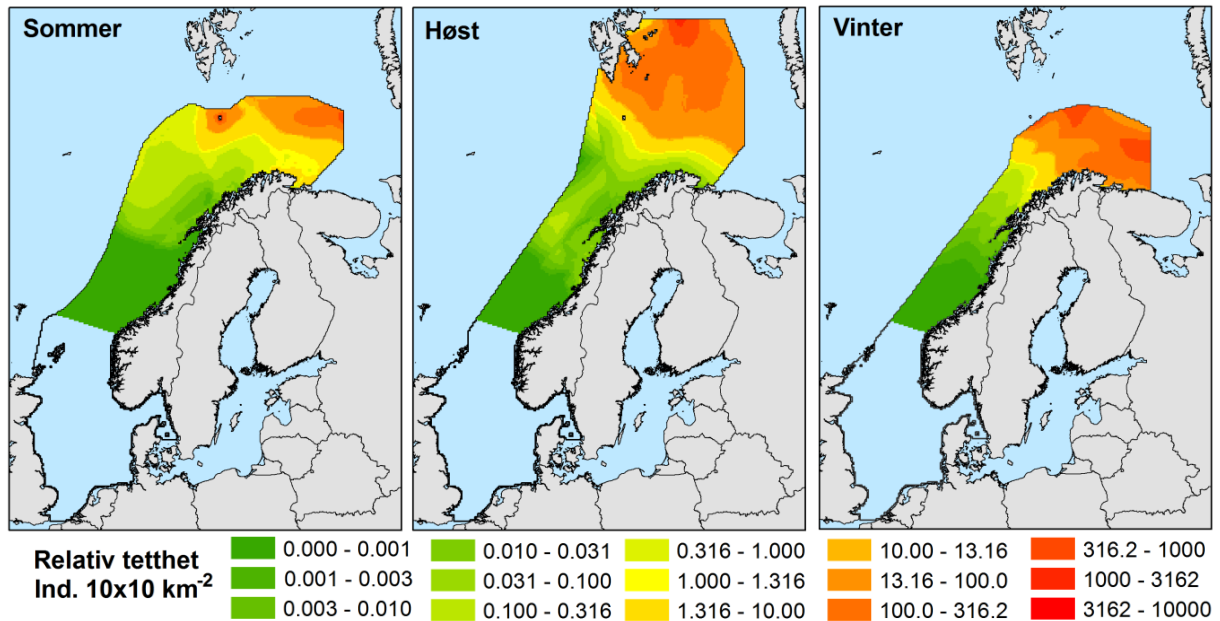 Sommer
Høst
Vinter
Relativ tetthet
Ind. 10x10 km-2
0.000 - 0.001
0.001 - 0.003
0.003 - 0.010
0.010 - 0.031
0.031 - 0.100
0.100 - 0.316
0.316 - 1.000
1.000 - 1.316
1.316 - 10.00
10.00 - 13.16
13.16 - 100.0
100.0 - 316.2
316.2 - 1000
1000 - 3162
3162 - 10000